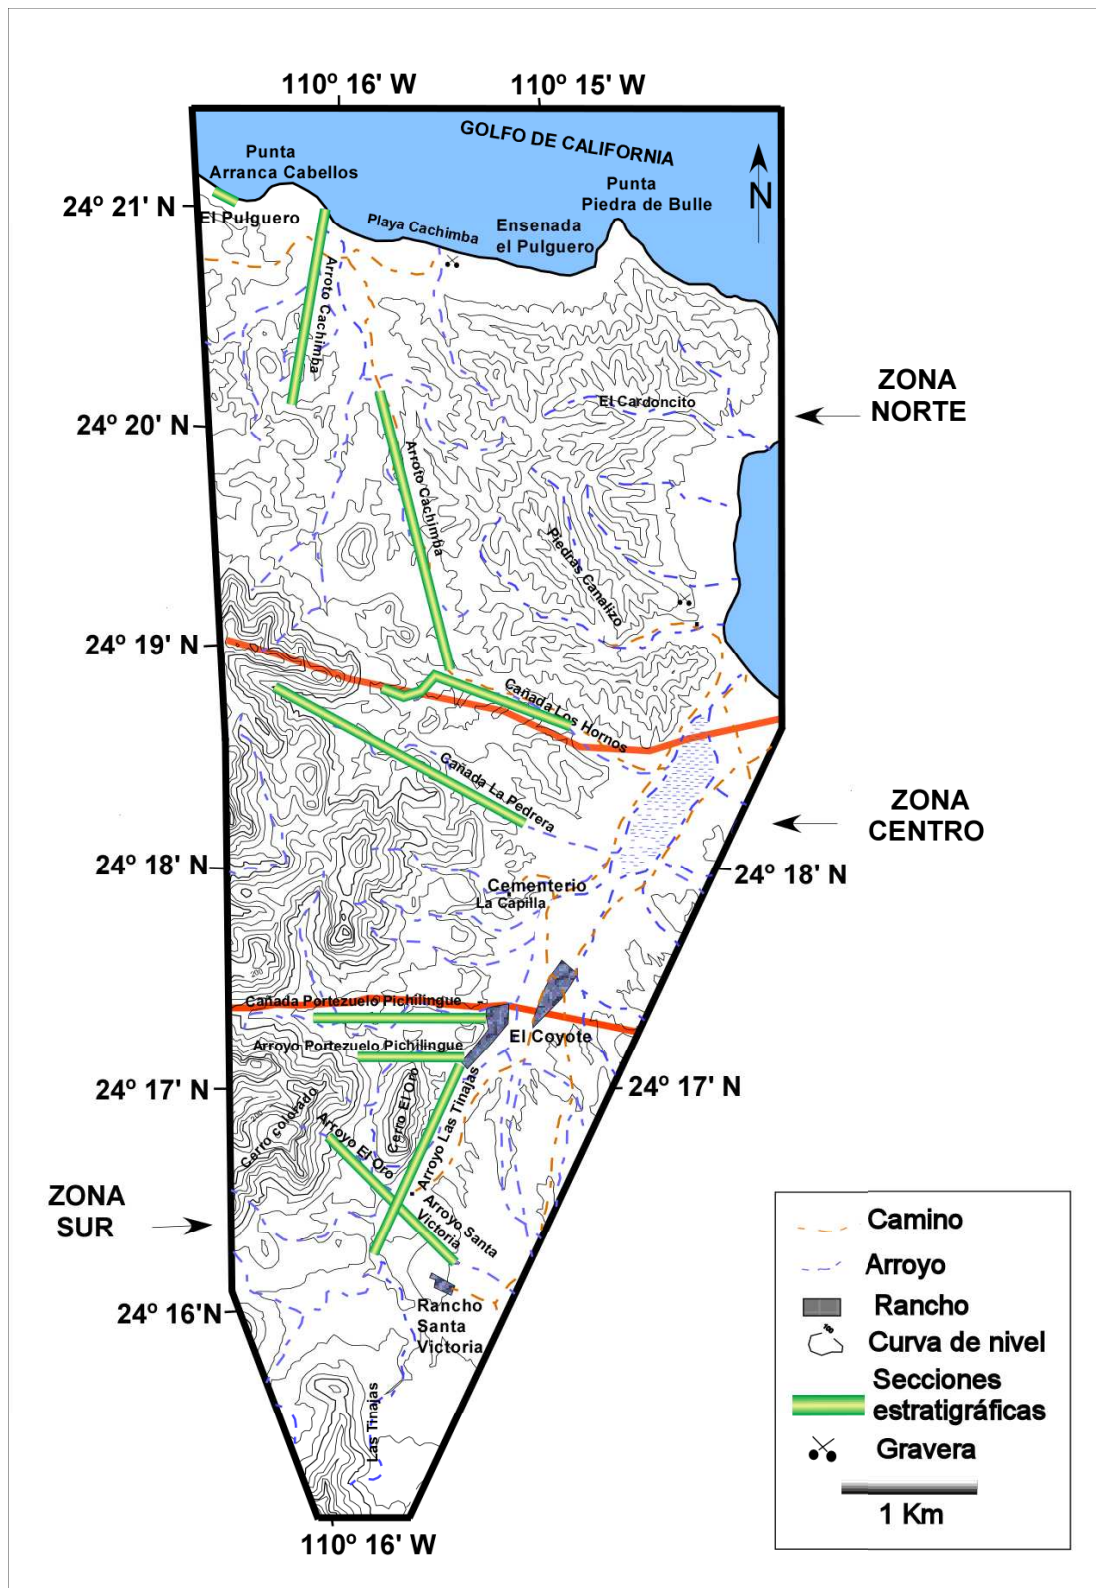 110º 16' W
110º 15' W
GOLFO DE CALIFORNIA
Punta
Arranca Cabellos
Punta
Piedra de Bulle
N
24º 21' N
El Pulguero
Playa Cachimba
Ensenada
el Pulguero
Arroto Cachimba
ZONA
NORTE
El Cardoncito
24º 20' N
Arroto Cachimba
Piedras Canalizo
24º 19' N
Cañada Los Hornos
Cañada La Pedrera
ZONA
CENTRO
24º 18' N
24º 18' N
Cementerio
La Capilla
200
Cañada Portezuelo Pichilingue
El Coyote
Arroyo Portezuelo Pichilingue
24º 17' N
24º 17' N
Cerro colorado
200
Arroyo El Oro
Cerro El Oro
Arroyo Las Tinajas
Arroyo Santa
Victoria
ZONA
SUR
24º 16'N
Rancho
Santa
Victoria
Las Tinajas
110º 16' W
Camino
Arroyo
Rancho
100
Curva de nivel
Secciones
estratigráficas
Gravera
1 Km